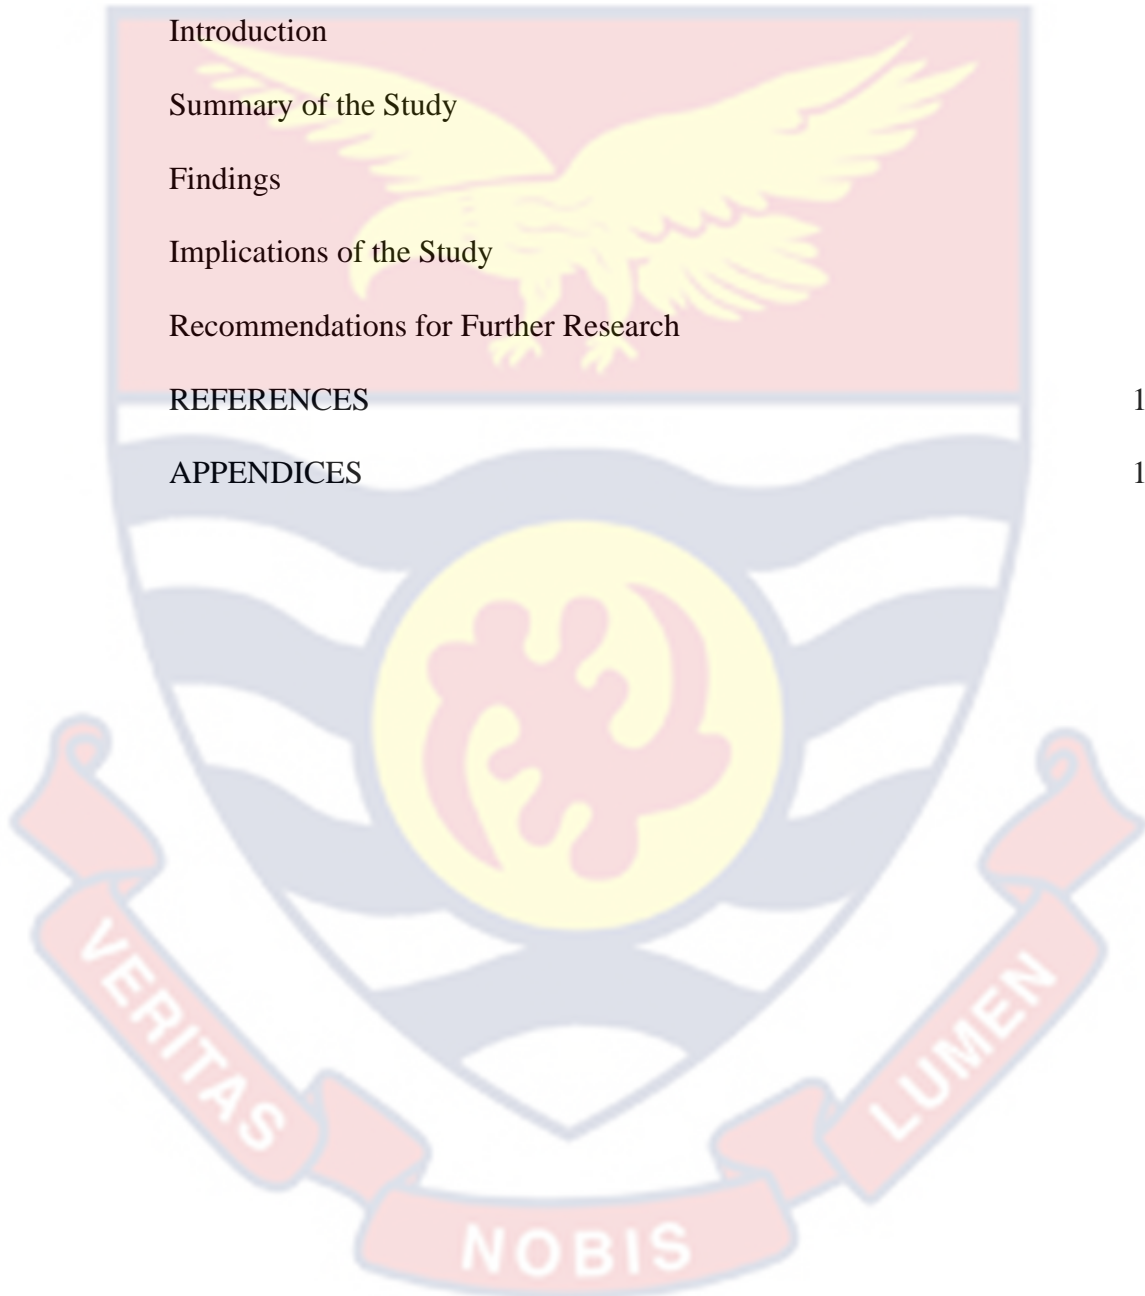 Introduction
Summary of the Study
Findings
Implications of the Study
Recommendations for Further Research
REFERENCES 1
APPENDICES 1
VERITAS
NOBIS
LUMEN